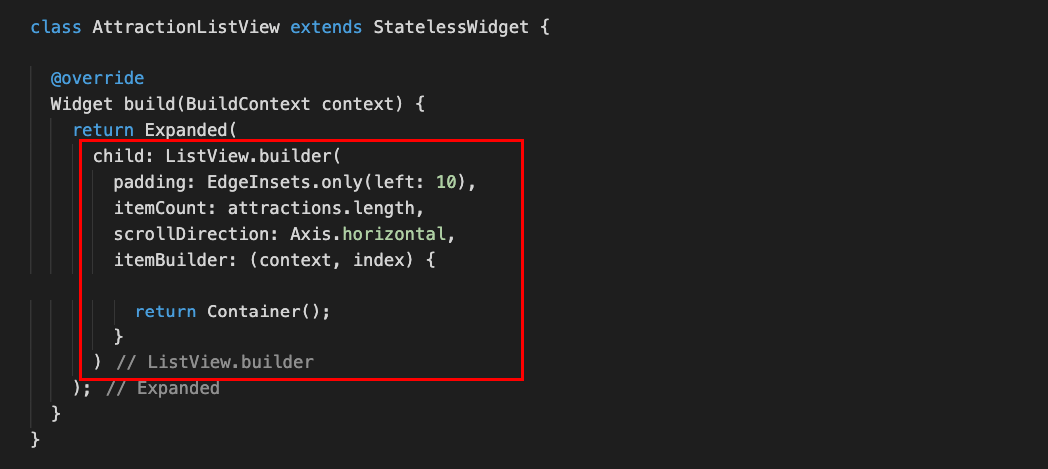 class AttractionListView extends StatelessWidget {
@override
Widget build(BuildContext context) {
return Expanded(
child: ListView.builder(
padding: EdgeInsets.only(left: 10),
itemCount: attractions.length,
scrollDirection: Axis.horizontal,
itemBuilder: (context, index) {
return Container();
}
) // ListView.builder
); // Expanded
}
}